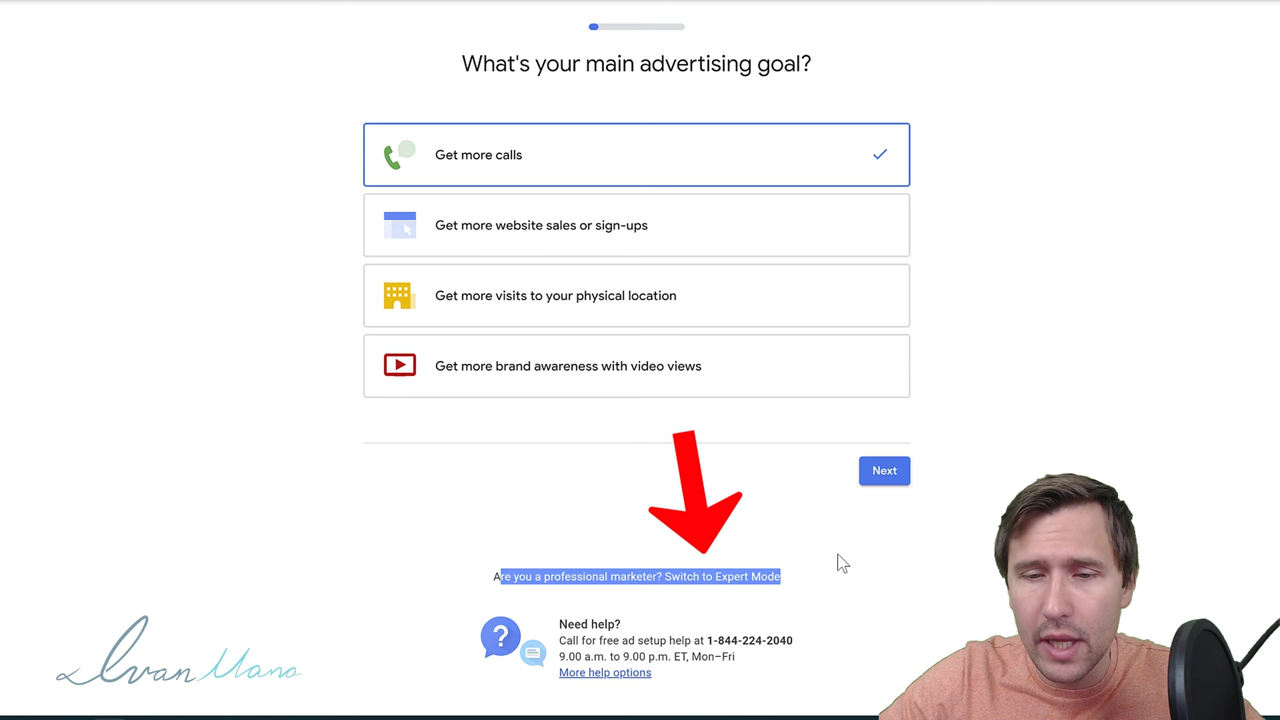 What's your main advertising goal?
Get more calls
Get more website sales or sign-ups
Get more visits to your physical location
Get more brand awareness with video views
Next
Are you a professional marketer? Switch to Expert Mode
Need help?
Call for free ad setup help at 1-844-224-2040
9.00 a.m. to 9.00 p.m. ET, Mon–Fri
More help options
Ivan Mana